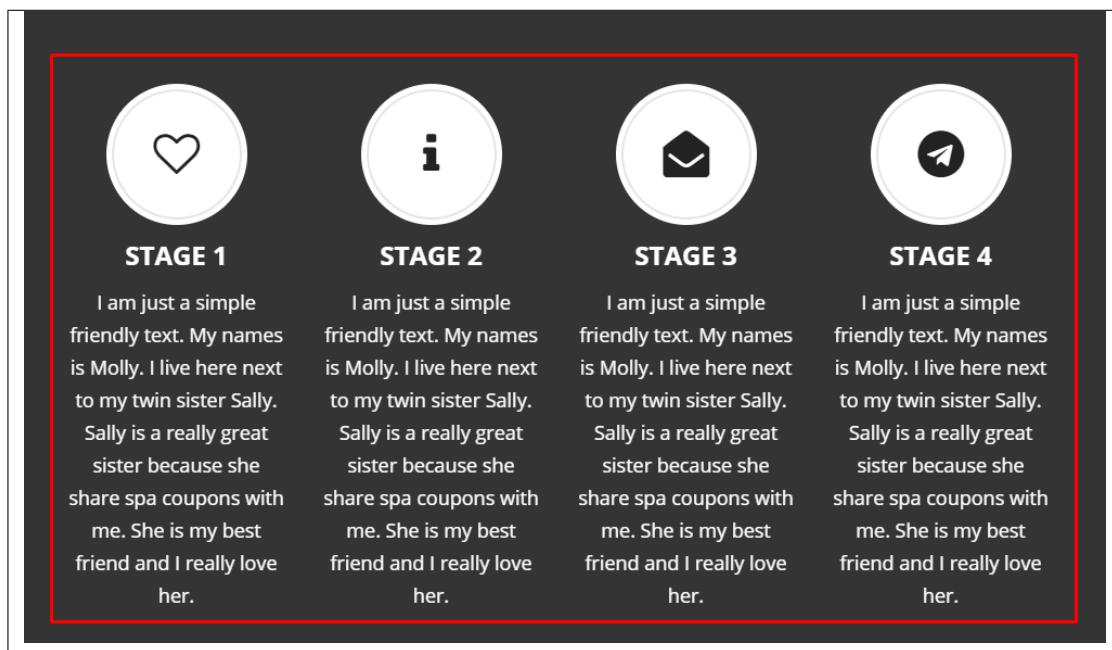 STAGE 1
I am just a simple
friendly text. My names
is Molly. I live here next
to my twin sister Sally.
Sally is a really great
sister because she
share spa coupons with
me. She is my best
friend and I really love
her.
STAGE 2
I am just a simple
friendly text. My names
is Molly. I live here next
to my twin sister Sally.
Sally is a really great
sister because she
share spa coupons with
me. She is my best
friend and I really love
her.
STAGE 3
I am just a simple
friendly text. My names
is Molly. I live here next
to my twin sister Sally.
Sally is a really great
sister because she
share spa coupons with
me. She is my best
friend and I really love
her.
STAGE 4
I am just a simple
friendly text. My names
is Molly. I live here next
to my twin sister Sally.
Sally is a really great
sister because she
share spa coupons with
me. She is my best
friend and I really love
her.